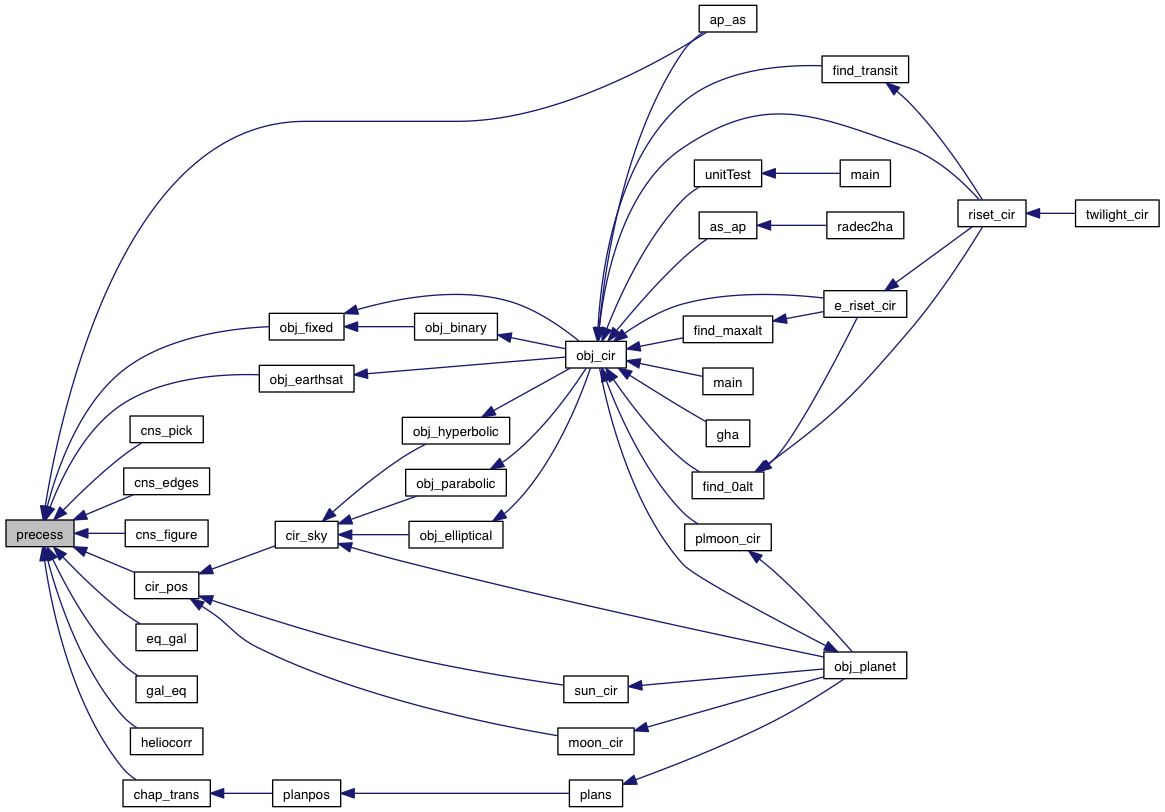 ap_as
find_transit
unitTest
main
riset_cir
twilight_cir
as_ap
radec2ha
e_riset_cir
obj_fixed
obj_binary
find_maxalt
obj_cir
obj_earthsat
main
cns_pick
obj_hyperbolic
gha
cns_edges
obj_parabolic
find_0alt
precess
cns_figure
cir_sky
obj_elliptical
plmoon_cir
cir_pos
eq_gal
obj_planet
gal_eq
sun_cir
heliocorr
moon_cir
chap_trans
planpos
plans